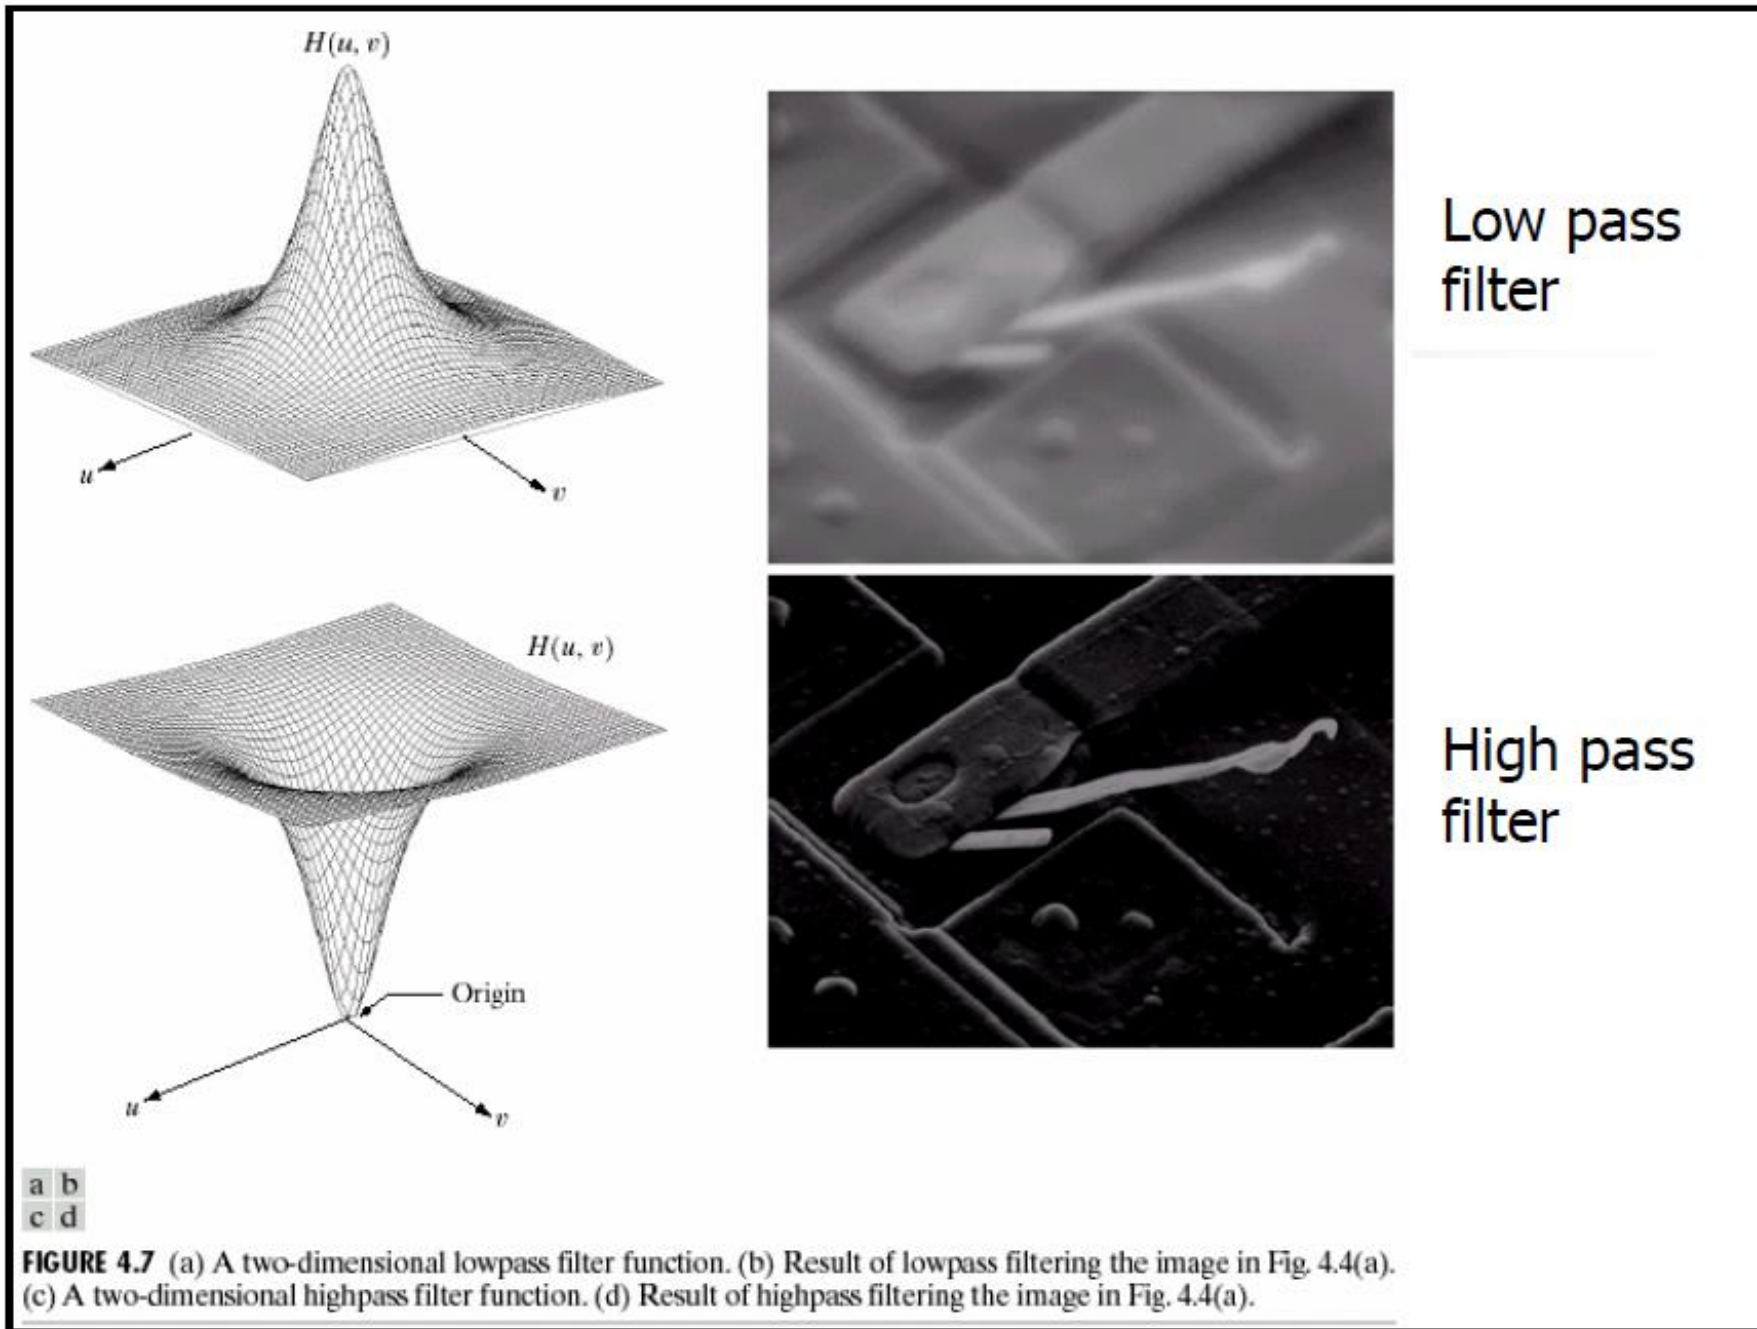 H(u, v)
u
v
Low pass
filter
H(u, v)
Origin
u
v
High pass
filter
a b
c d
FIGURE 4.7 (a) A two-dimensional lowpass filter function. (b) Result of lowpass filtering the image in Fig. 4.4(a).
(c) A two-dimensional highpass filter function. (d) Result of highpass filtering the image in Fig. 4.4(a).